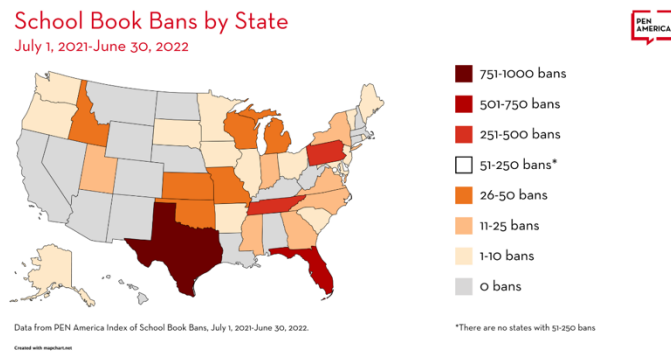 School Book Bans by State
July 1, 2021-June 30, 2022
PEN
AMERICA
751-1000 bans
501-750 bans
251-500 bans
51-250 bans*
26-50 bans
11-25 bans
1-10 bans
0 bans
Data from PEN America Index of School Book Bans, July 1, 2021-June 30, 2022.
*There are no states with 51-250 bans
Created with mapchart.net